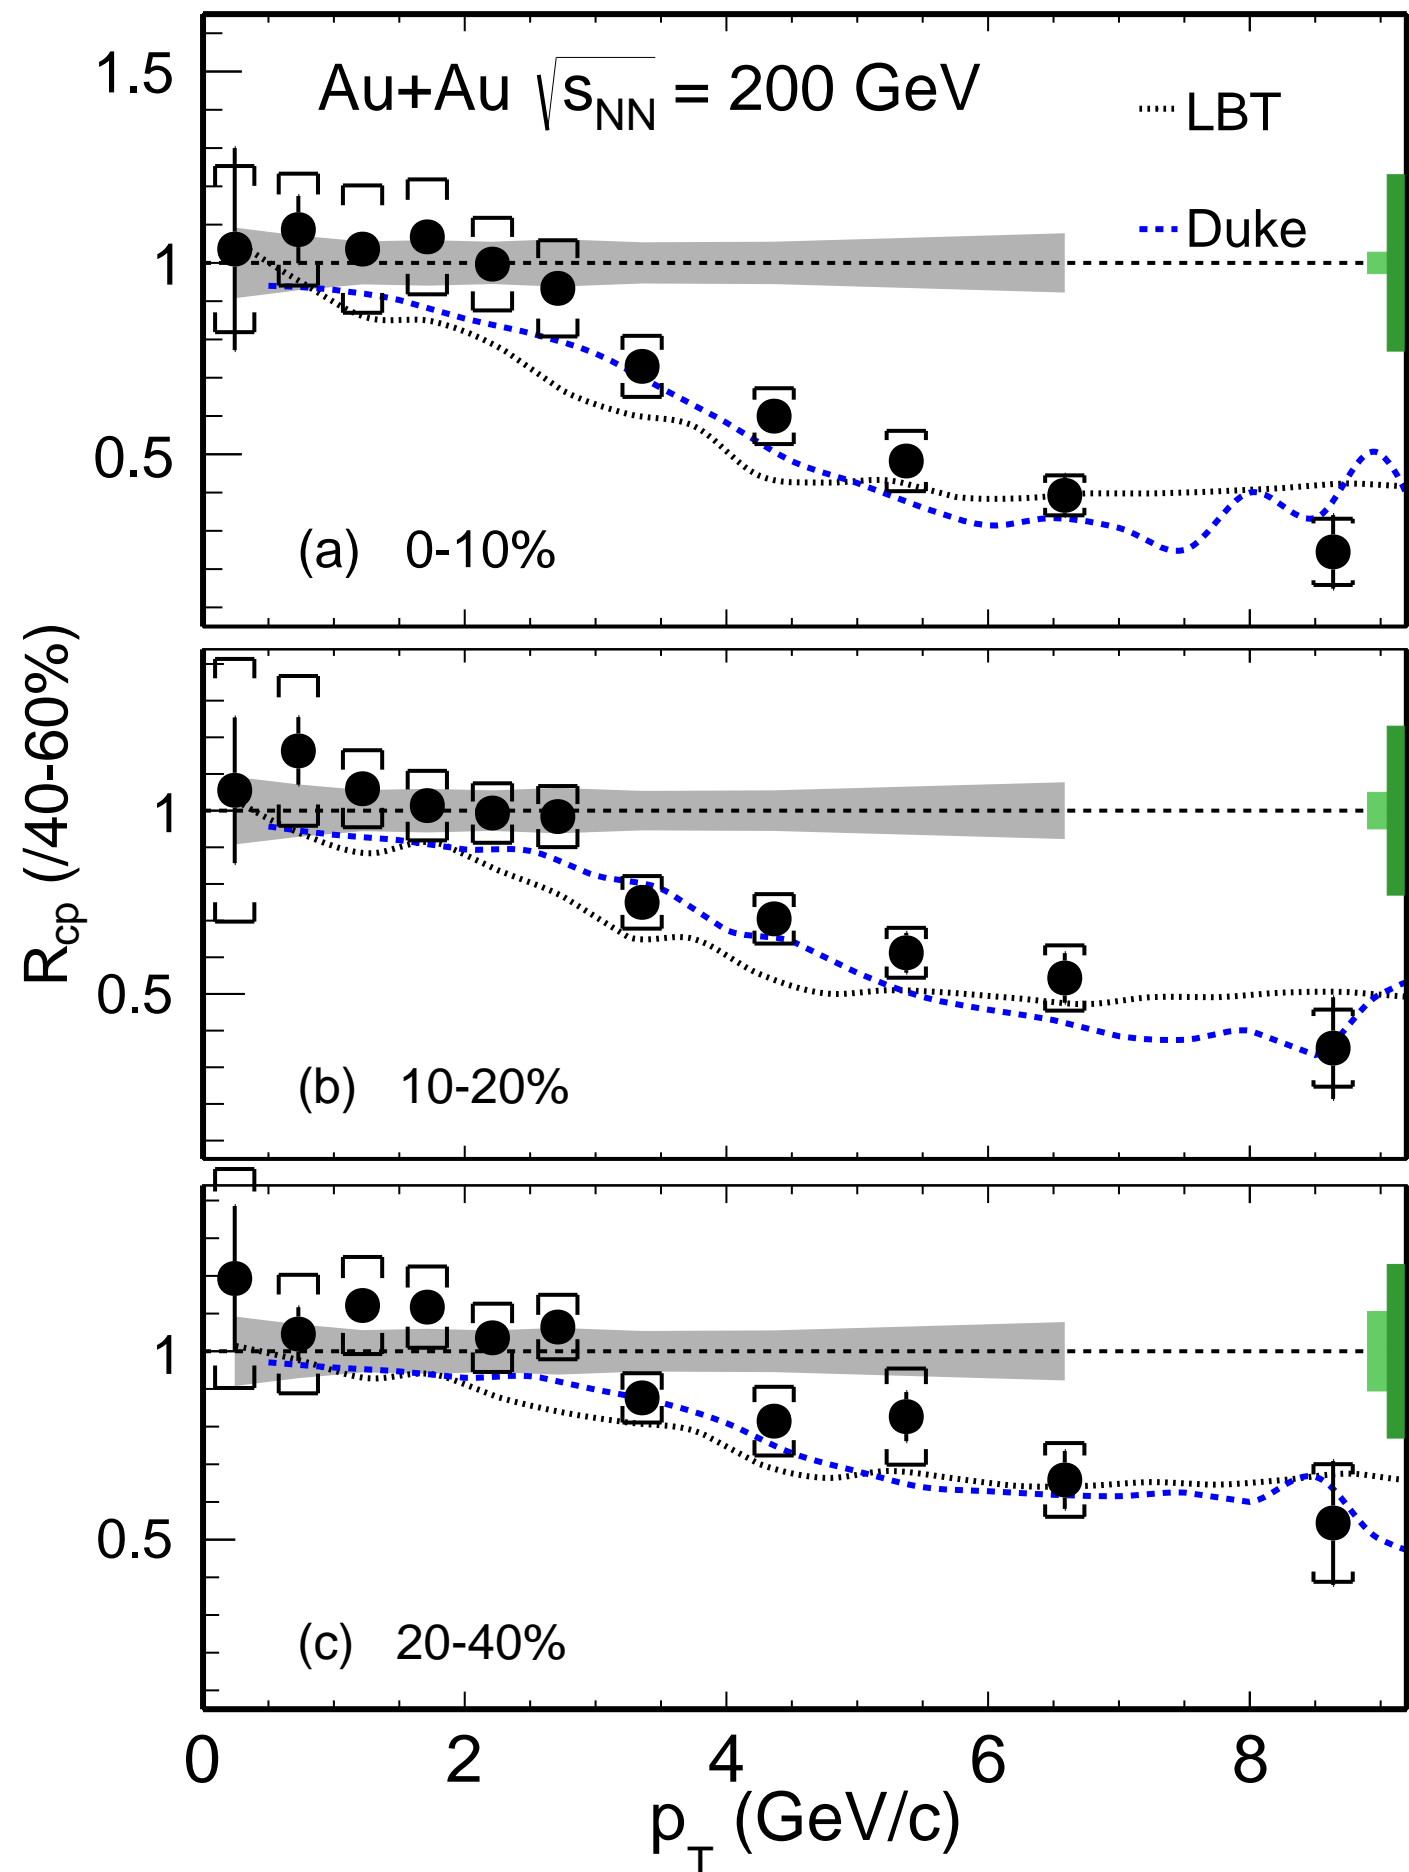 Au+Au √sNN = 200 GeV
LBT
Duke
1.5
1
0.5
(a) 0-10%
Rcp (/40-60%)
1
0.5
(b) 10-20%
1
0.5
(c) 20-40%
0 2 4 6 8
pT (GeV/c)